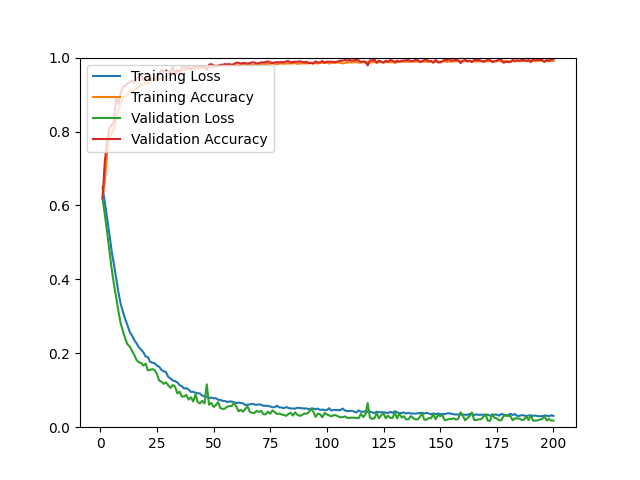 1.0
0.8
0.6
0.4
0.2
0.0
Training Loss
Training Accuracy
Validation Loss
Validation Accuracy
0 25 50 75 100 125 150 175 200